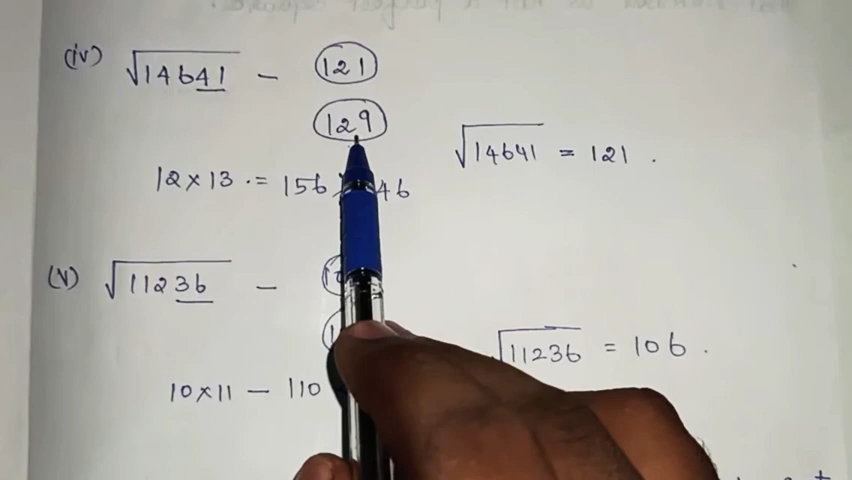 (iv) √14641 – 121
129
√14641 = 121 .
12 × 13 . = 156 46
(v) √11236 –
√11236 = 106 .
10 × 11 – 110